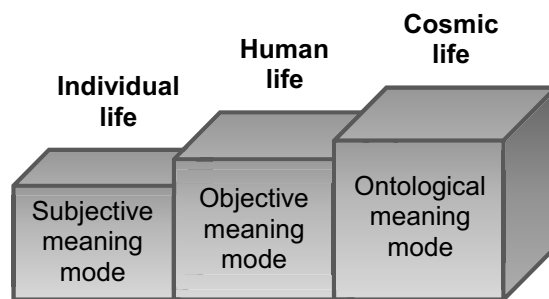 Individual
life
Human
life
Cosmic
life
Subjective
meaning
mode
Objective
meaning
mode
Ontological
meaning
mode